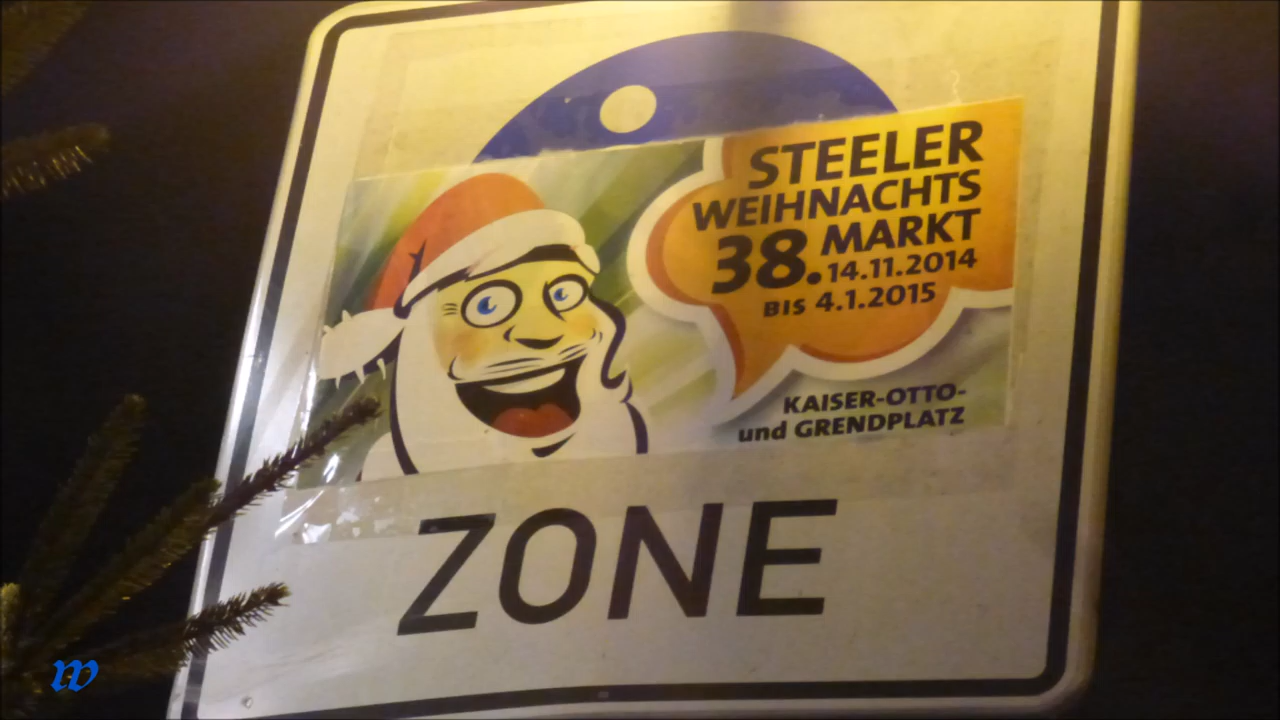 STEELER
WEIHNACHTS
38. MARKT
14.11.2014
BIS 4.1.2015
KAISER-OTTO-
und GRENDPLATZ
ZONE
w